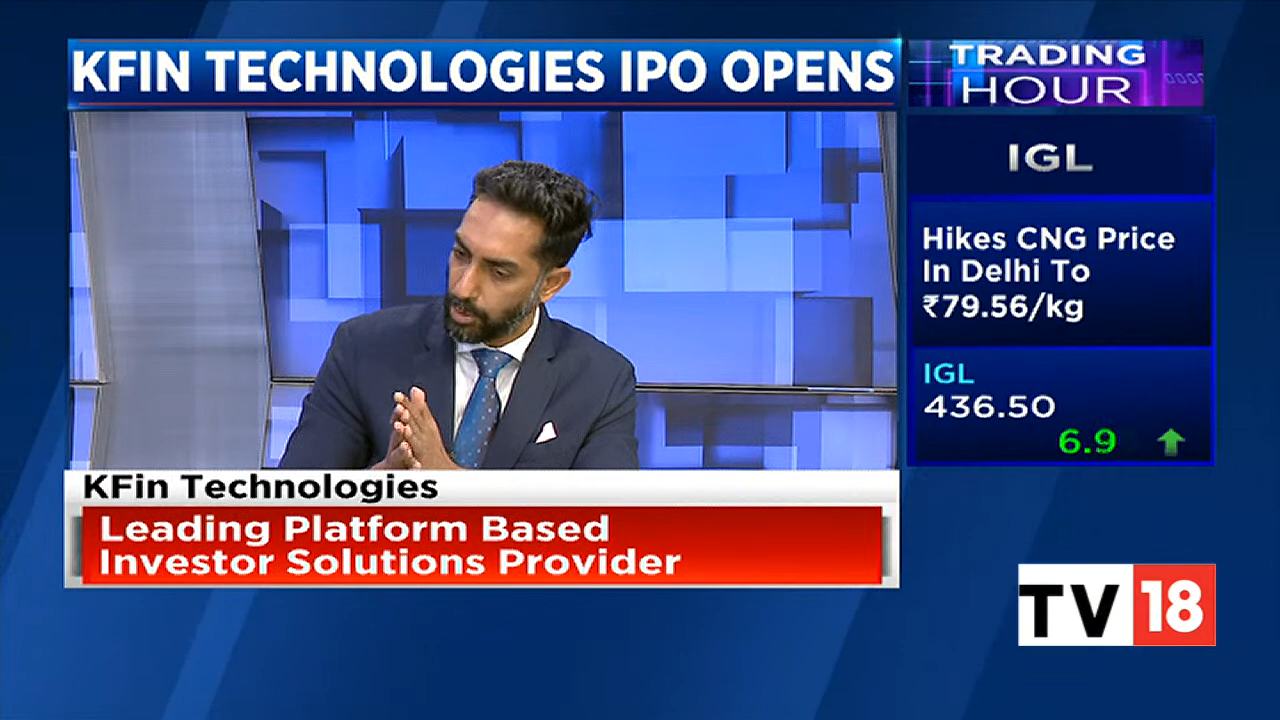 KFIN TECHNOLOGIES IPO OPENS
TRADING
HOUR
IGL
Hikes CNG Price
In Delhi To
₹79.56/kg
IGL
436.50
6.9
KFin Technologies
Leading Platform Based
Investor Solutions Provider
TV18